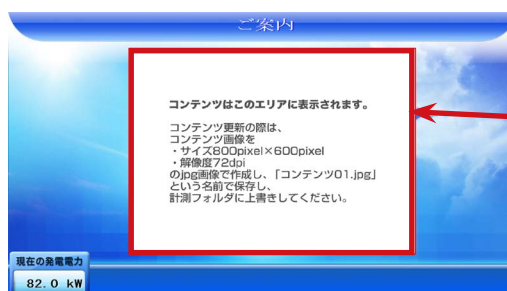 ご案内
コンテンツはこのエリアに表示されます。
コンテンツ更新の際は、
コンテンツ画像を
・サイズ800pixel×600pixel
・解像度72dpi
のjpg画像で作成し、「コンテンツ01.jpg」
という名前で保存し、
計測フォルダに上書きしてください。
現在の発電電力
82.0 kW